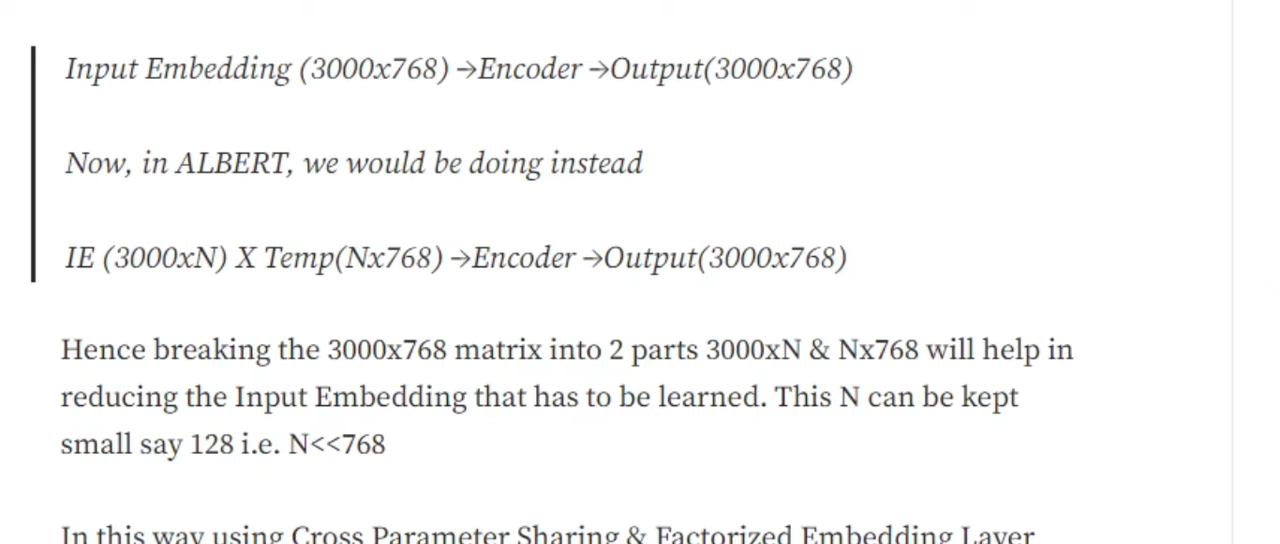 Input Embedding (3000x768) →Encoder →Output(3000x768)
Now, in ALBERT, we would be doing instead
IE (3000xN) X Temp(Nx768) →Encoder →Output(3000x768)
Hence breaking the 3000x768 matrix into 2 parts 3000xN & Nx768 will help in
reducing the Input Embedding that has to be learned. This N can be kept
small say 128 i.e. N<<768
In this way using Cross Parameter Sharing & Factorized Embedding Layer